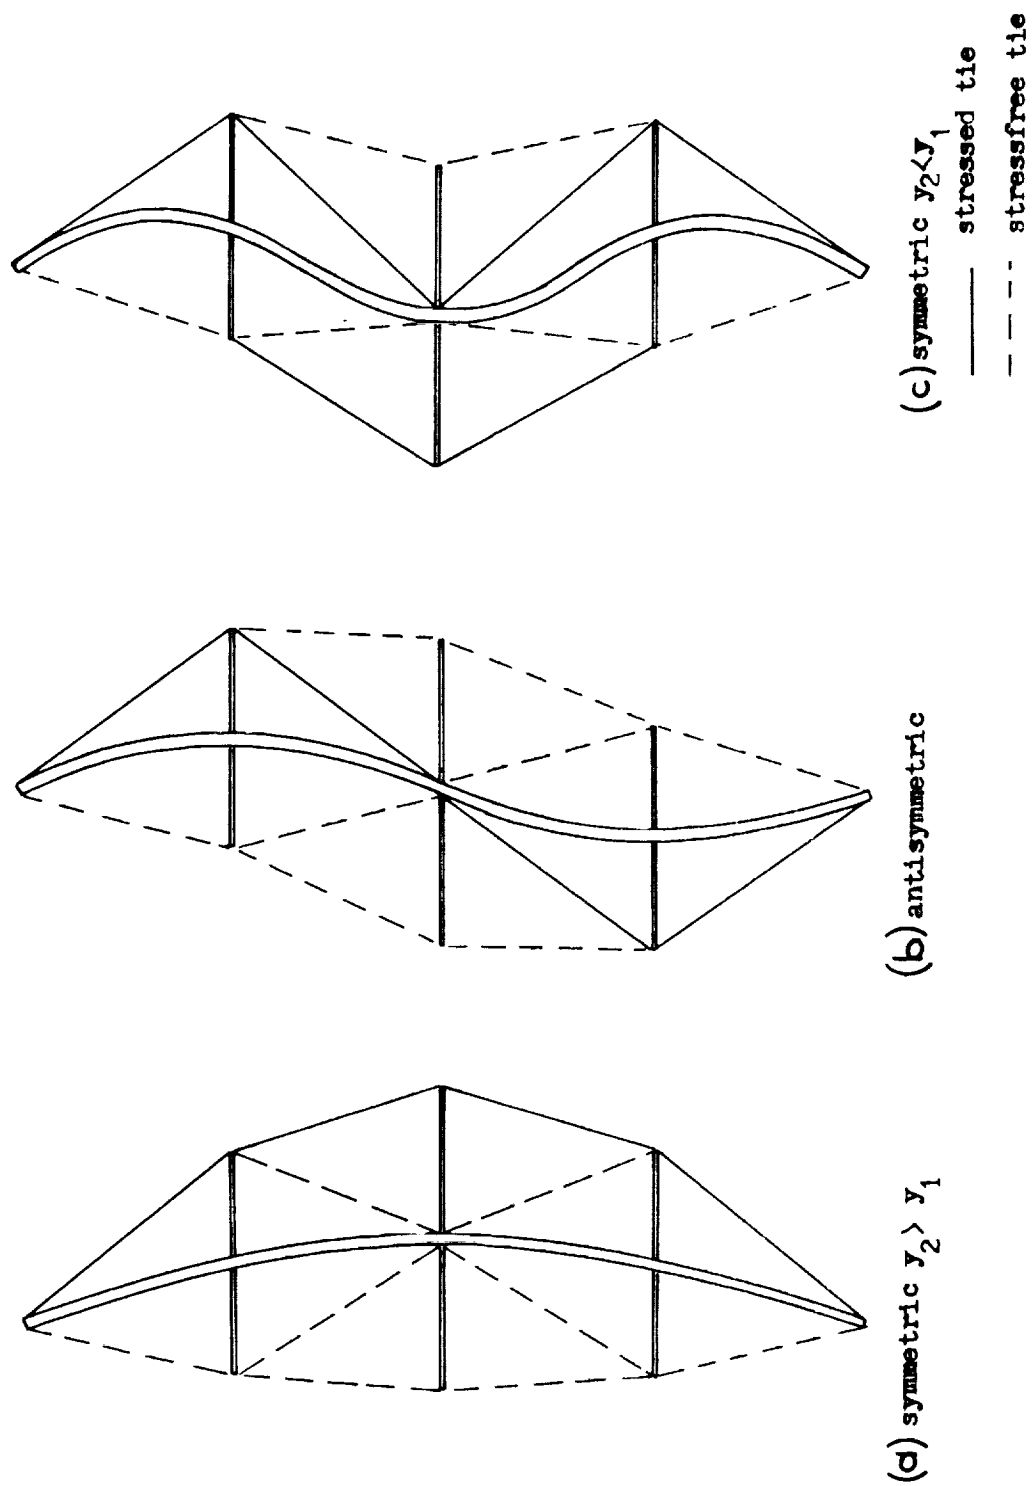 (a) symmetric y₂ > y₁
(b) antisymmetric
(c) symmetric y₂<y₁
stressed tie
stressfree tie